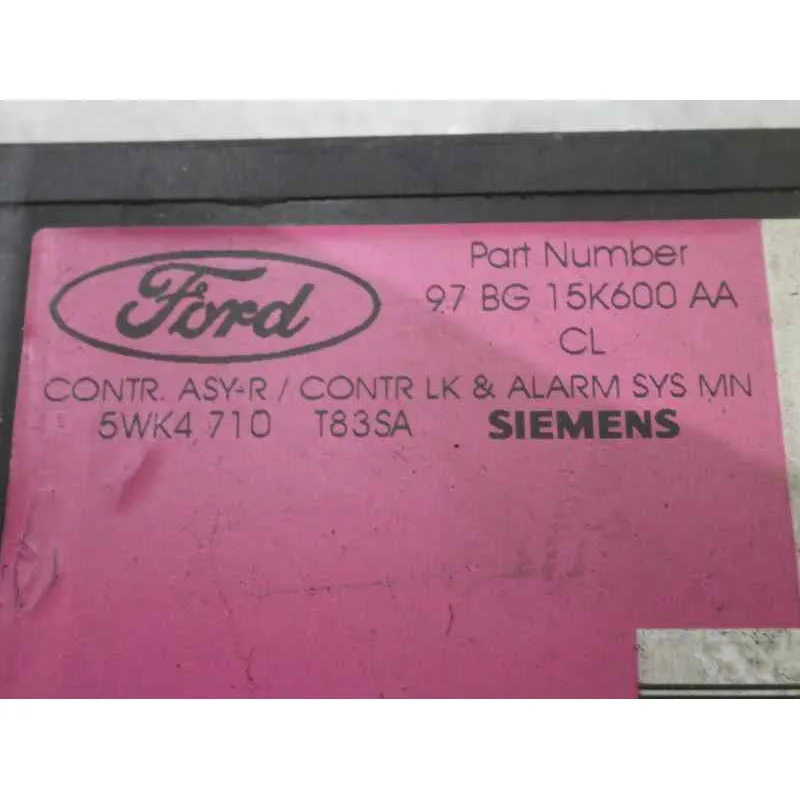 Ford
Part Number
97 BG 15K600 AA
CL
CONTR. ASY-R / CONTR LK & ALARM SYS MN
5WK4 710 T83SA SIEMENS